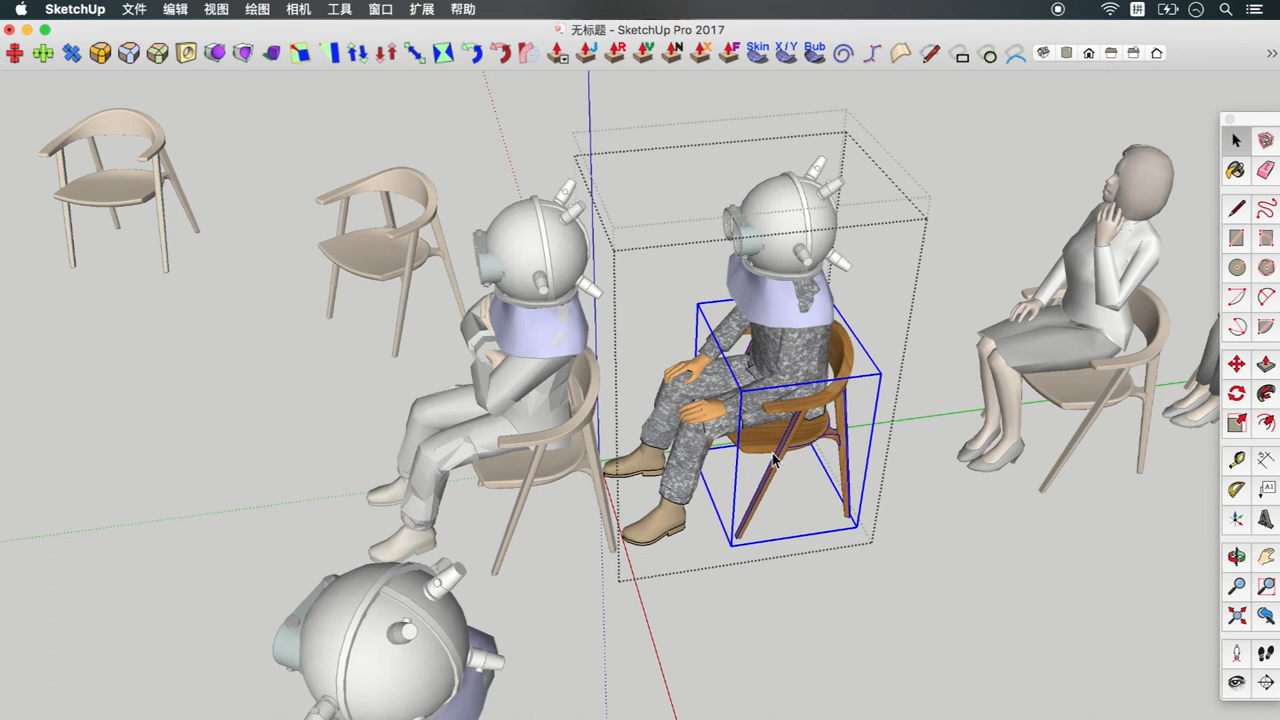 SketchUp 文件 编辑 视图 绘图 相机 工具 窗口 扩展 帮助
无标题 - SketchUp Pro 2017
J R V N X F Skin X/Y Bub
A1